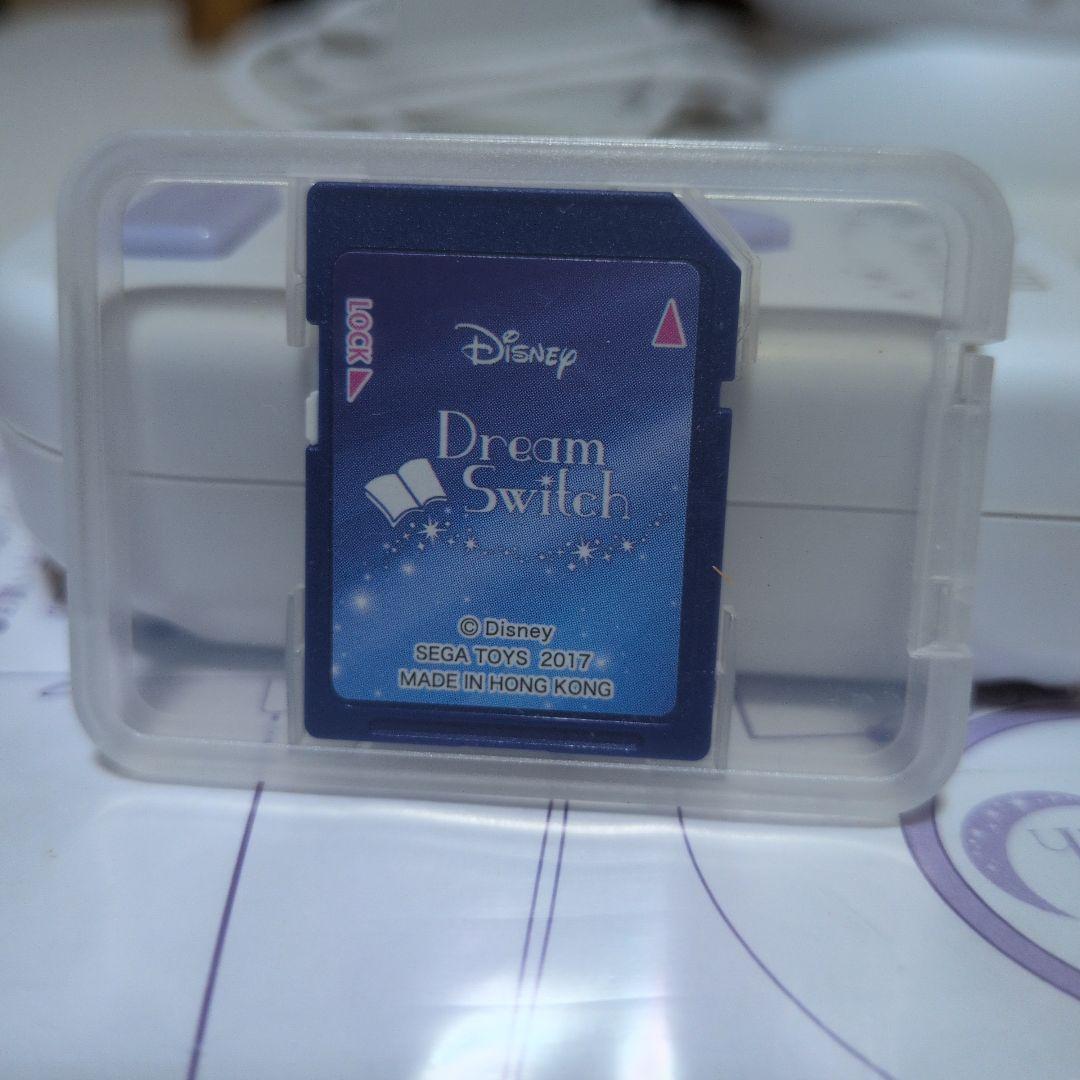 LOCK
Disney
Dream
Switch
© Disney
SEGA TOYS 2017
MADE IN HONG KONG